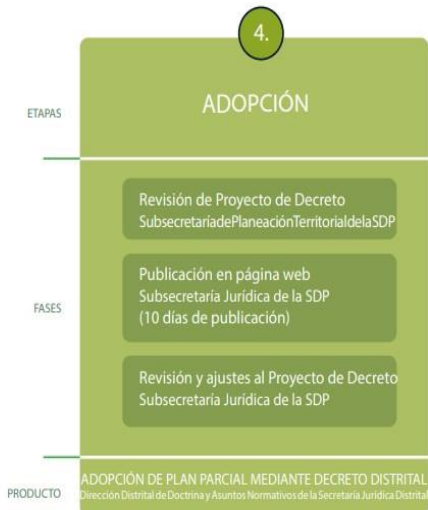 4.
ETAPAS
ADOPCIÓN
FASES
Revisión de Proyecto de Decreto
SubsecretaríadePlaneaciónTerritorialdelaSDP
Publicación en página web
Subsecretaría Jurídica de la SDP
(10 días de publicación)
Revisión y ajustes al Proyecto de Decreto
Subsecretaría Jurídica de la SDP
PRODUCTO
ADOPCIÓN DE PLAN PARCIAL MEDIANTE DECRETO DISTRITAL
Dirección Distrital de Doctrina y Asuntos Normativos de la Secretaría Jurídica Distrital